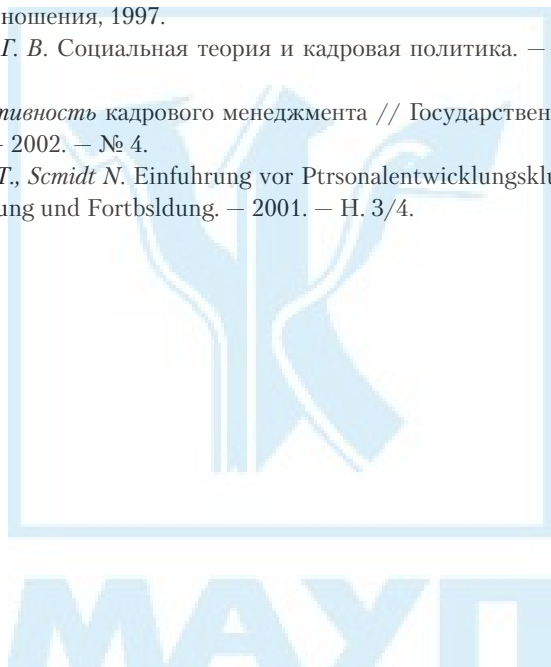 ношения, 1997.
Г. В. Социальная теория и кадровая политика. —
тивность кадрового менеджмента // Государствен
– 2002. — № 4.
Т., Scmidt N. Einfuhrung vor Ptrsonalentwicklungsklu
ung und Fortbsldung. — 2001. — H. 3/4.
МАУП